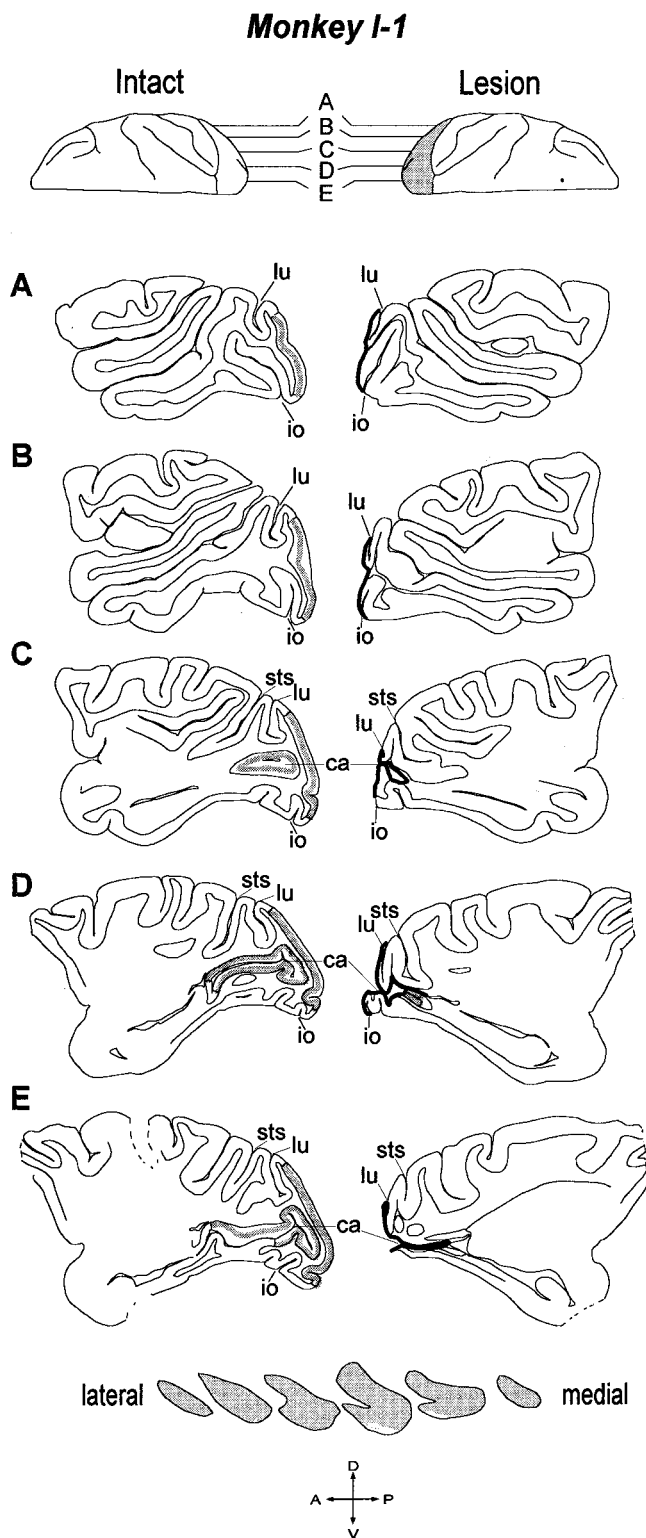 Monkey I-1
Intact Lesion
A
B
C
D
E
A
lu lu
io io
B
lu lu
io io
C
sts sts
lu lu
ca
io io
D
sts sts
lu lu
ca
io io
E
sts sts
lu lu
ca
io
lateral medial
D
A P
V